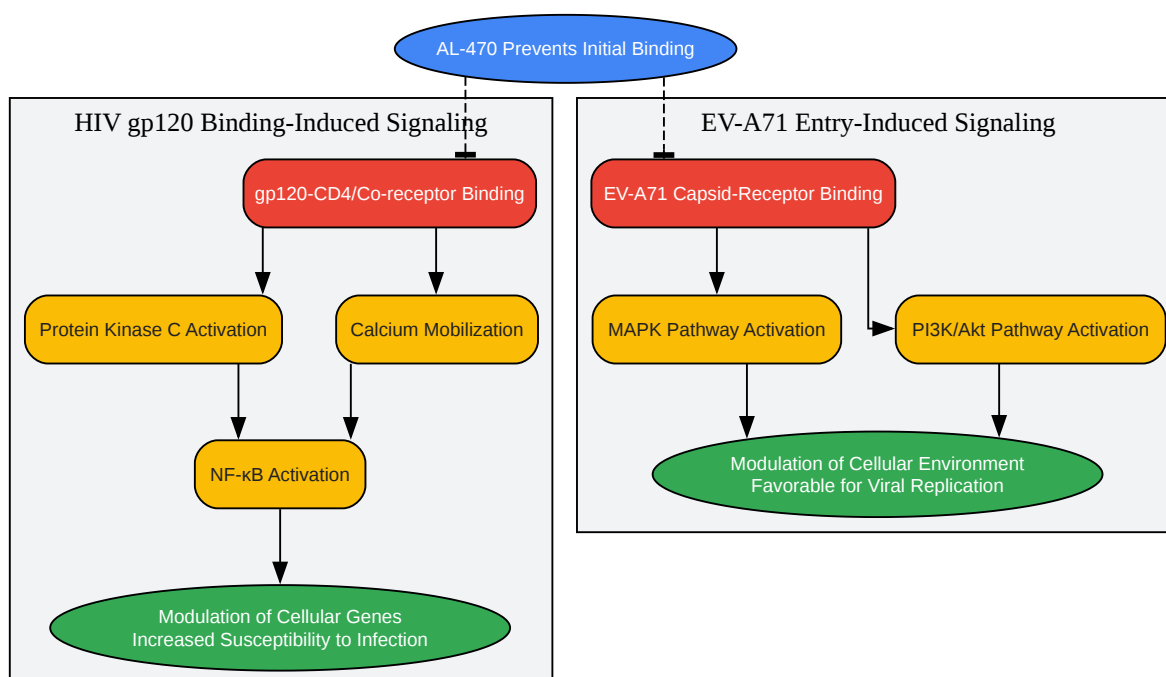 AL-470 Prevents Initial Binding
HIV gp120 Binding-Induced Signaling
gp120-CD4/Co-receptor Binding
Protein Kinase C Activation
Calcium Mobilization
NF-κB Activation
Modulation of Cellular Genes
Increased Susceptibility to Infection
EV-A71 Entry-Induced Signaling
EV-A71 Capsid-Receptor Binding
MAPK Pathway Activation
PI3K/Akt Pathway Activation
Modulation of Cellular Environment
Favorable for Viral Replication